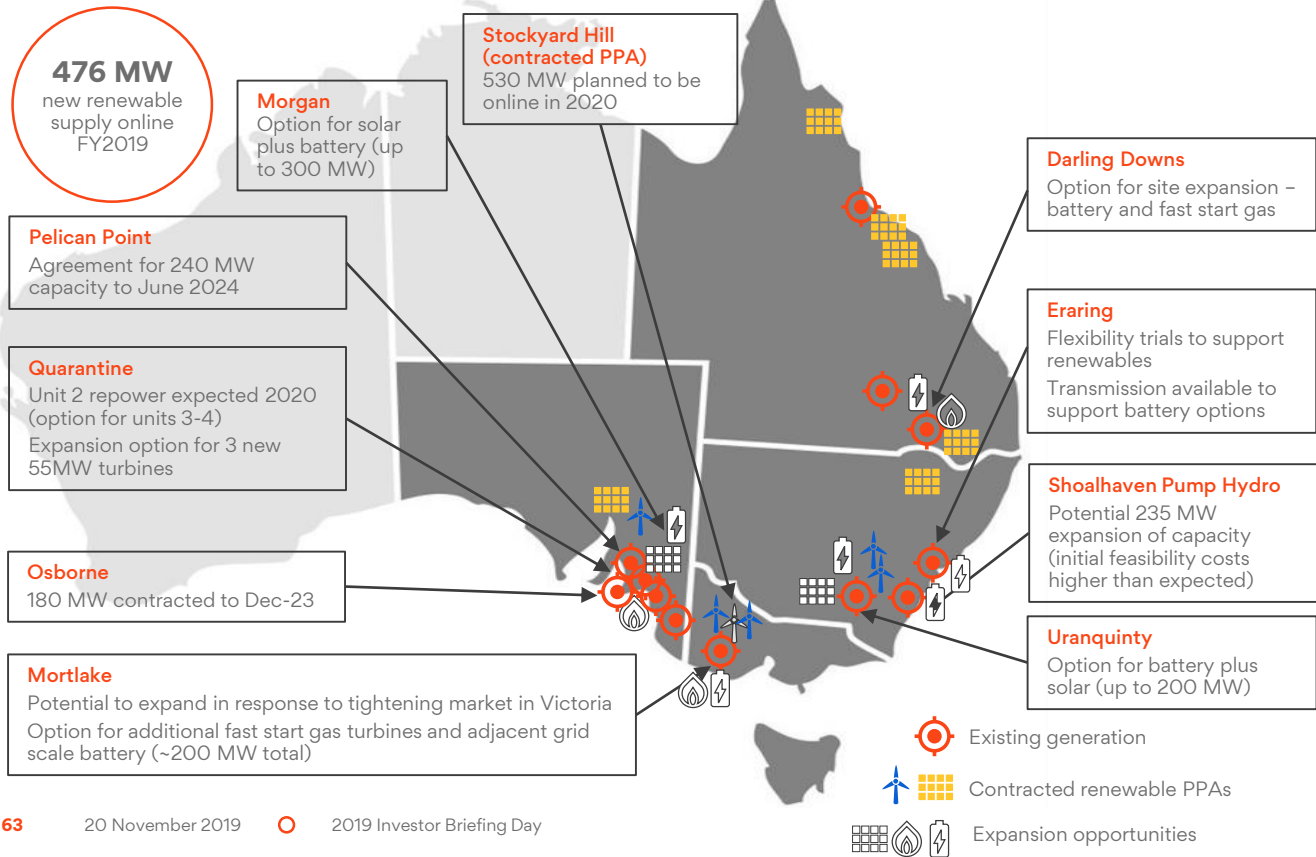 476 MW
new renewable
supply online
FY2019
Morgan
Option for solar
plus battery (up
to 300 MW)
Stockyard Hill
(contracted PPA)
530 MW planned to be
online in 2020
Darling Downs
Option for site expansion –
battery and fast start gas
Pelican Point
Agreement for 240 MW
capacity to June 2024
Eraring
Flexibility trials to support
renewables
Transmission available to
support battery options
Quarantine
Unit 2 repower expected 2020
(option for units 3-4)
Expansion option for 3 new
55MW turbines
Shoalhaven Pump Hydro
Potential 235 MW
expansion of capacity
(initial feasibility costs
higher than expected)
Osborne
180 MW contracted to Dec-23
Uranquinty
Option for battery plus
solar (up to 200 MW)
Mortlake
Potential to expand in response to tightening market in Victoria
Option for additional fast start gas turbines and adjacent grid
scale battery (~200 MW total)
Existing generation
Contracted renewable PPAs
Expansion opportunities
63 20 November 2019 2019 Investor Briefing Day